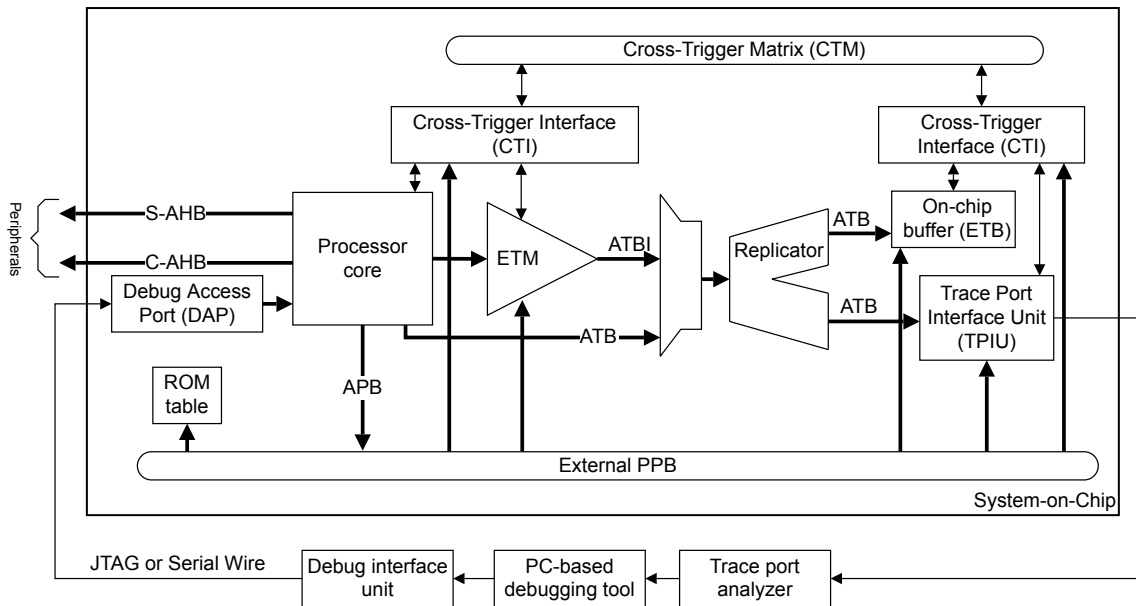 Cross-Trigger Matrix (CTM)
Cross-Trigger Interface
(CTI)
Cross-Trigger
Interface (CTI)
Peripherals
S-AHB
C-AHB
Processor
core
ETM
ATBI
ATB
Replicator
ATB
ATB
On-chip
buffer (ETB)
Debug Access
Port (DAP)
Trace Port
Interface Unit
(TPIU)
APB
ROM
table
External PPB
System-on-Chip
JTAG or Serial Wire
Debug interface
unit
PC-based
debugging tool
Trace port
analyzer